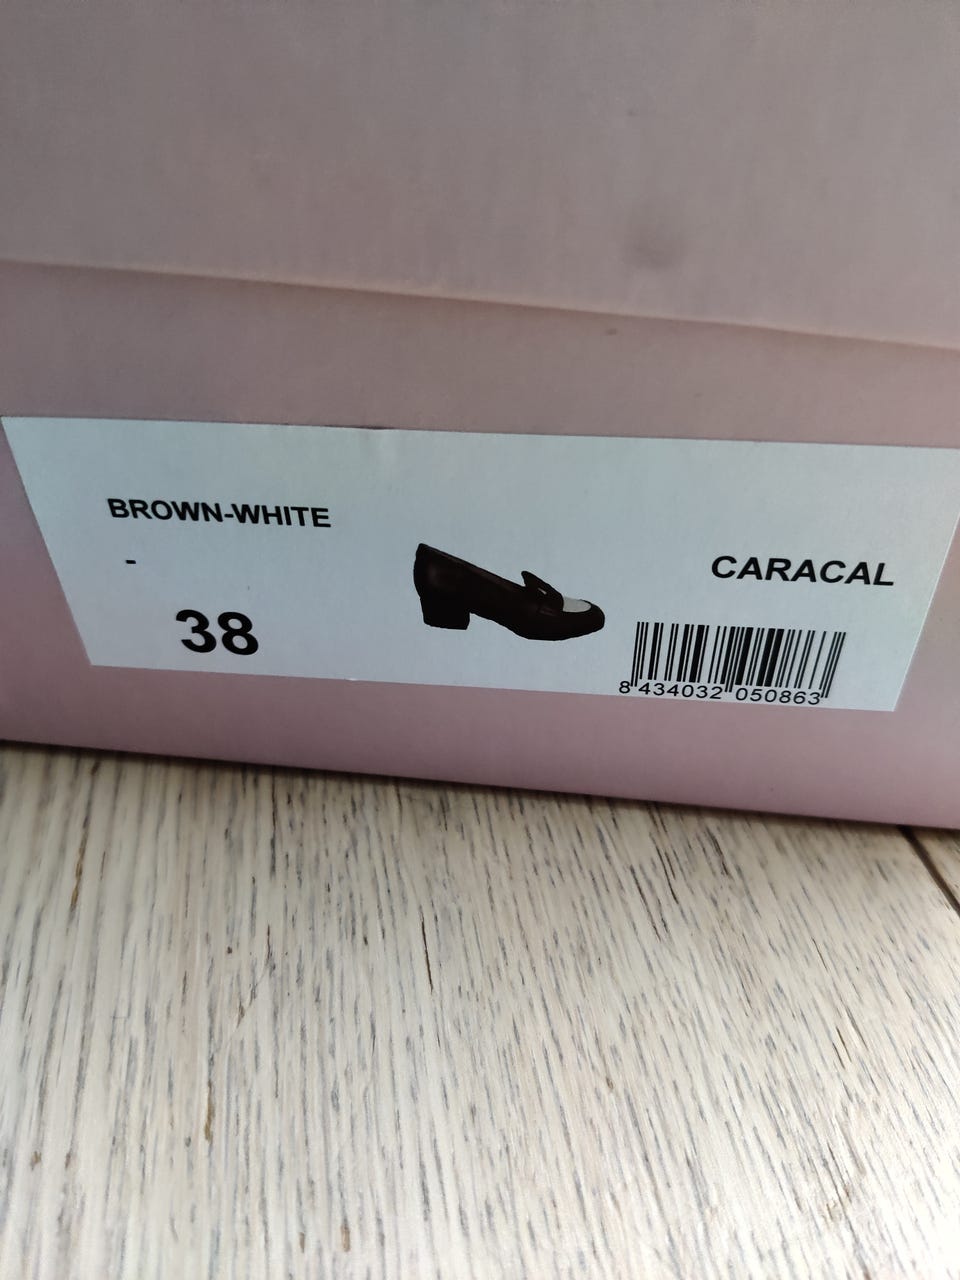 BROWN-WHITE
-
38
CARACAL
8 434032 050863